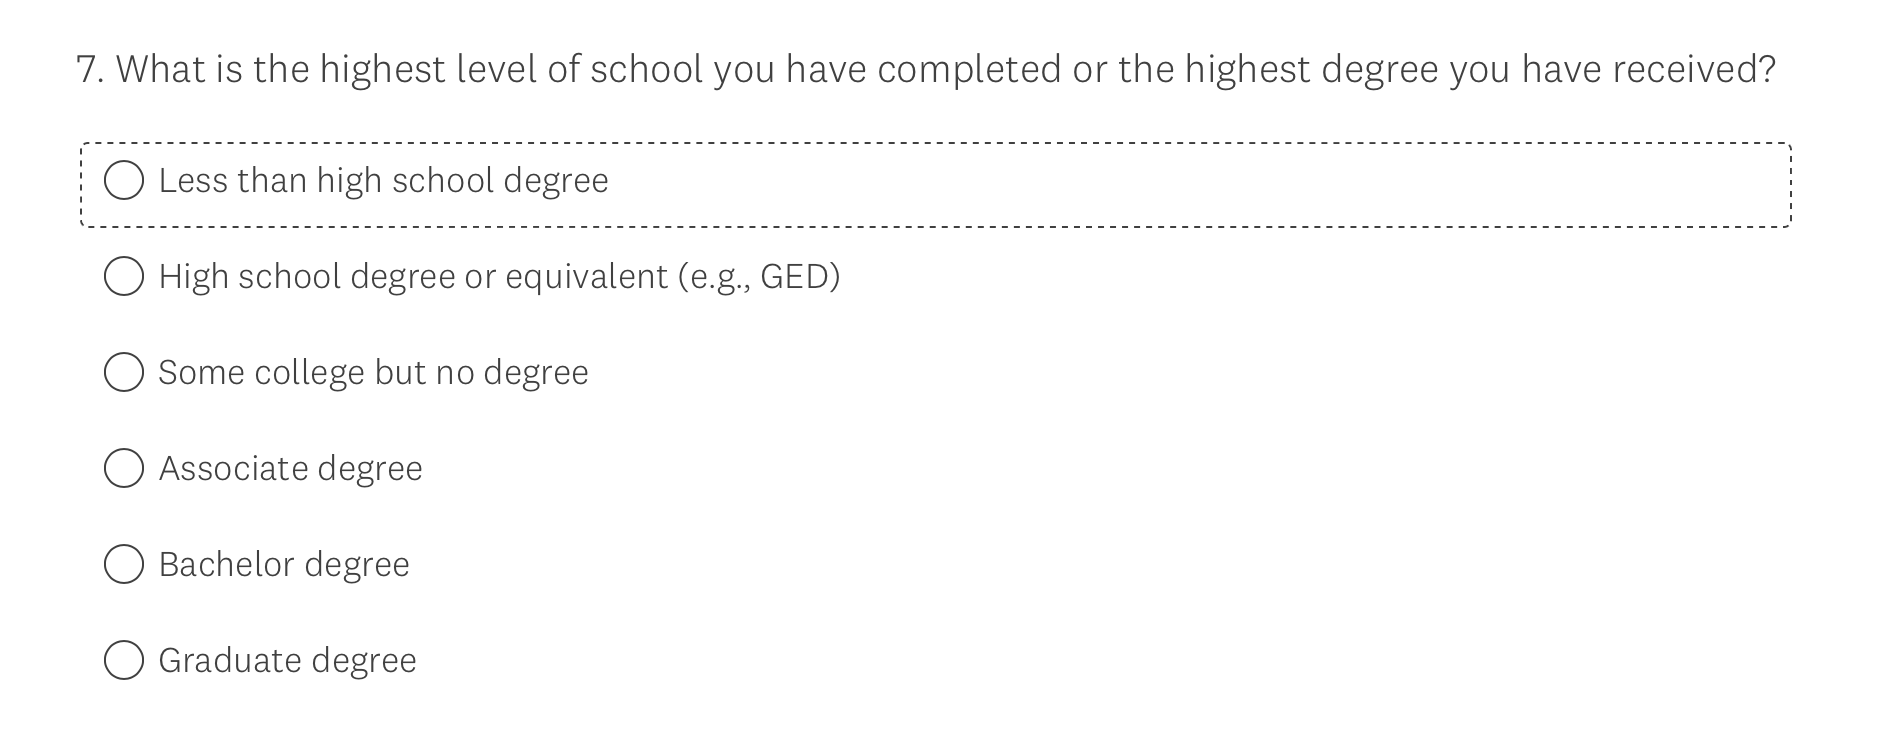 7. What is the highest level of school you have completed or the highest degree you have received?
Less than high school degree
High school degree or equivalent (e.g., GED)
Some college but no degree
Associate degree
Bachelor degree
Graduate degree